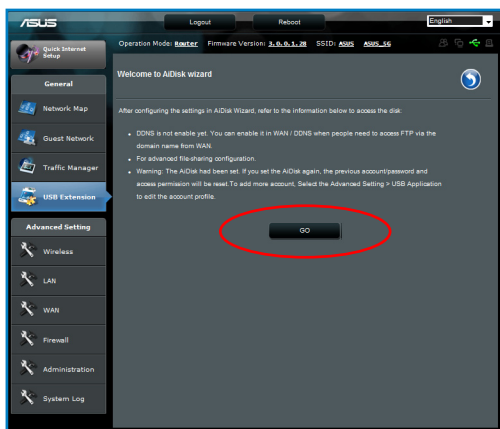 ASUS
Logout
Reboot
English
Quick Internet
Setup
Operation Mode: Router Firmware Version: 3.0.0.1.28 SSID: ASUS ASUS_5G
General
Network Map
Guest Network
Traffic Manager
USB Extension
Advanced Setting
Wireless
LAN
WAN
Firewall
Administration
System Log
Welcome to AiDisk wizard
After configuring the settings in AiDisk Wizard, refer to the information below to access the disk:
• DDNS is not enable yet. You can enable it in WAN / DDNS when people need to access FTP via the
domain name from WAN.
• For advanced file-sharing configuration.
• Warning: The AiDisk had been set. If you set the AiDisk again, the previous account/password and
access permission will be reset.To add more account, Select the Advanced Setting > USB Application
to edit the account profile.
GO